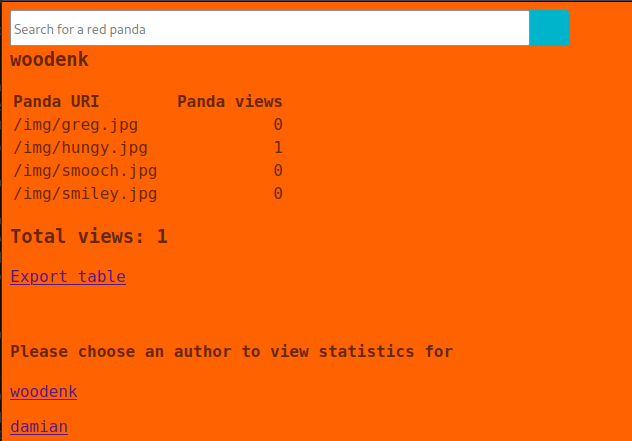 Search for a red panda
woodenk
Panda URI Panda views
/img/greg.jpg 0
/img/hungy.jpg 1
/img/smooch.jpg 0
/img/smiley.jpg 0
Total views: 1
Export table
Please choose an author to view statistics for
woodenk
damian